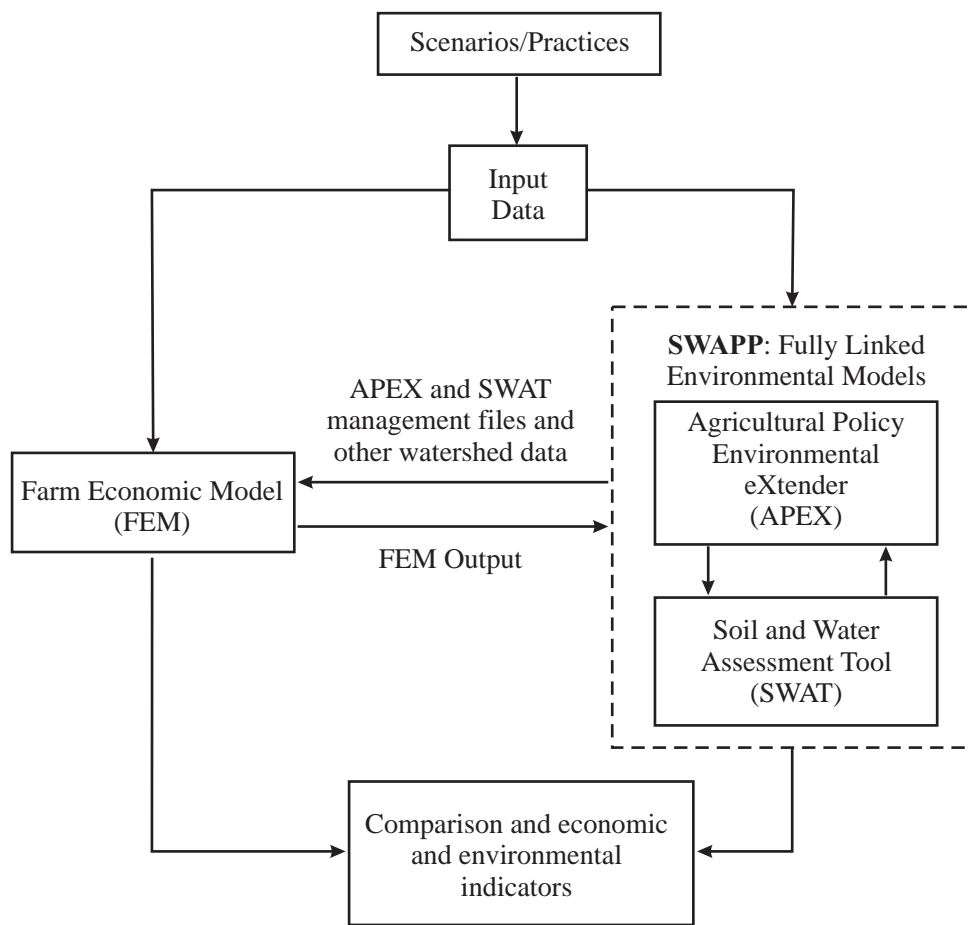 Scenarios/Practices
Input
Data
SWAPP: Fully Linked
Environmental Models
APEX and SWAT
management files and
other watershed data
Agricultural Policy
Environmental
eXtender
(APEX)
Farm Economic Model
(FEM)
FEM Output
Soil and Water
Assessment Tool
(SWAT)
Comparison and economic
and environmental
indicators